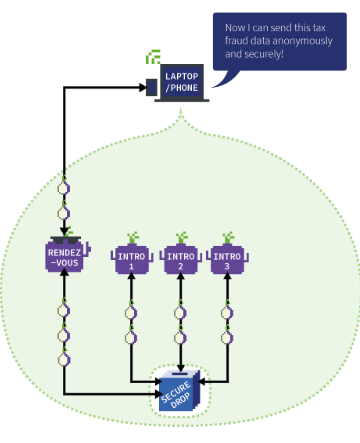 Now I can send this tax
fraud data anonymously
and securely!
LAPTOP
/PHONE
RENDEZ
-VOUS
INTRO
1
INTRO
2
INTRO
3
SECURE
DROP